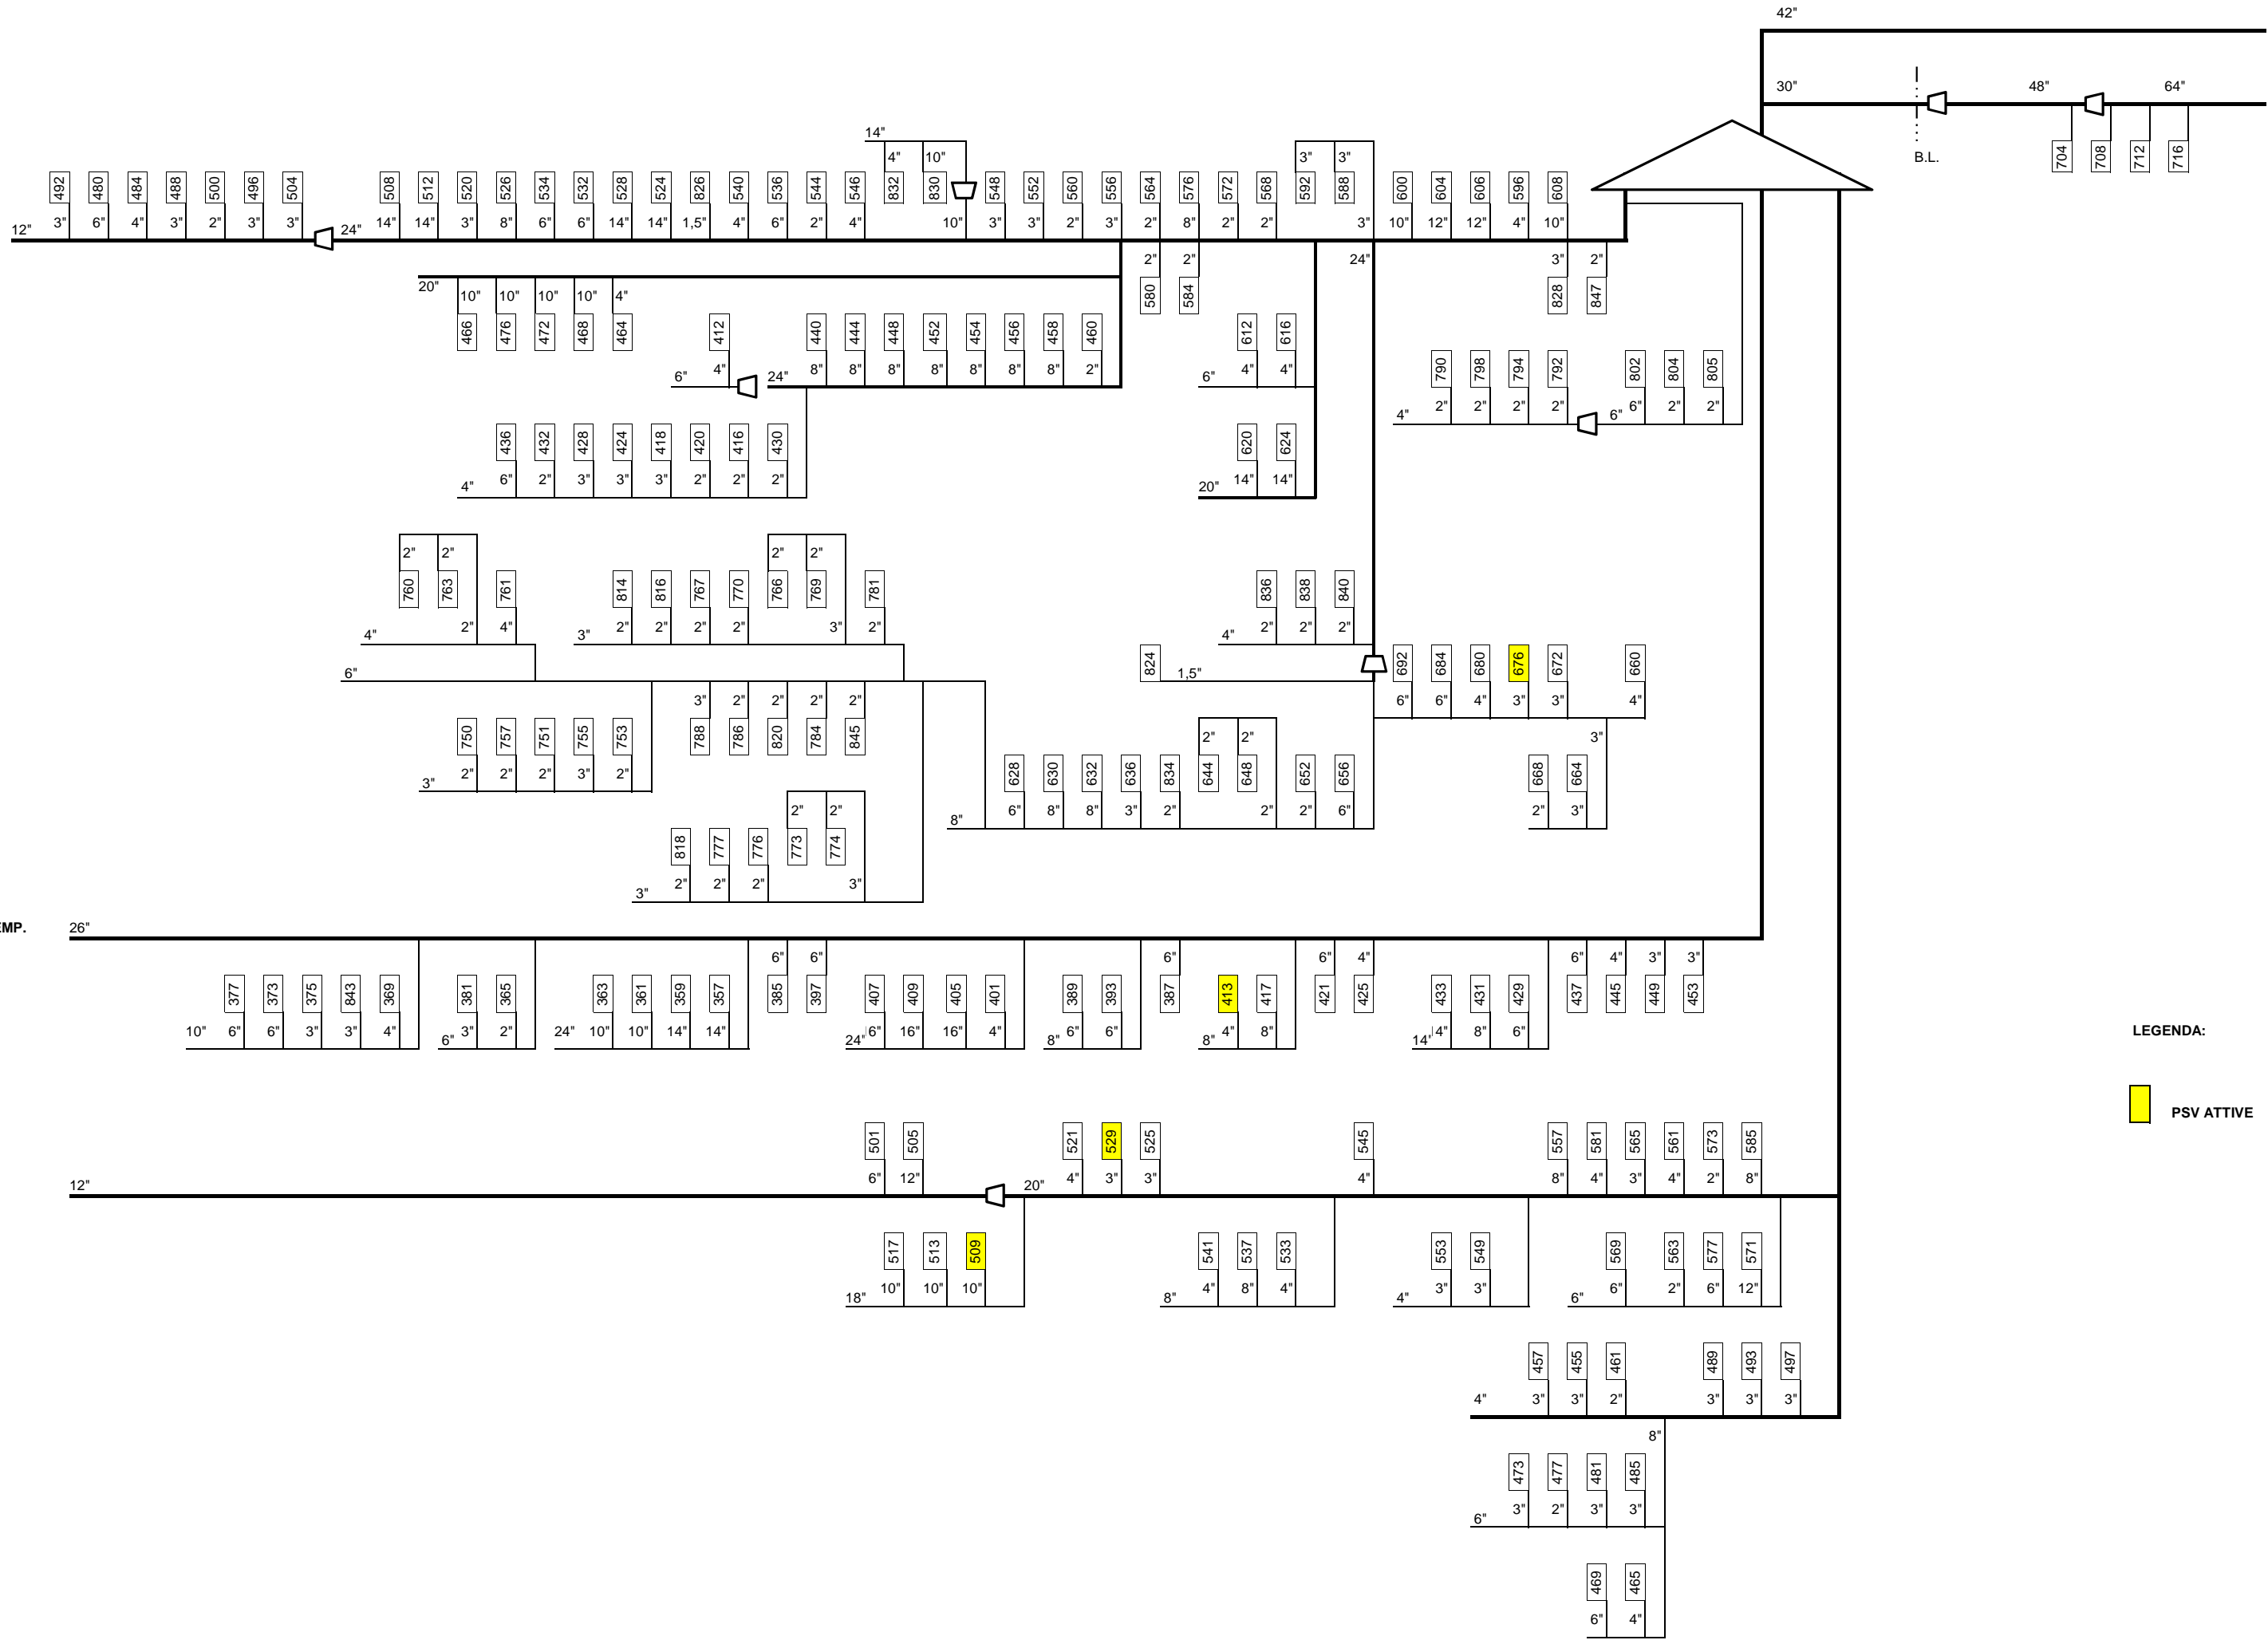 42"
30" 48" 64"
B.L.
704 708 712 716
14"
4" 10" 3" 3"
492 480 484 488 500 496 504 508 512 520 526 534 532 528 524 826 540 536 544 546 832 830 548 552 560 556 564 576 572 568 592 588 600 604 606 596 608
12" 3" 6" 4" 3" 2" 3" 3" 24" 14" 14" 3" 8" 6" 6" 14" 14" 1,5" 4" 6" 2" 4" 10" 3" 3" 2" 3" 2" 8" 2" 2" 3" 10" 12" 12" 4" 10"
2" 2" 24" 3" 2"
20" 10" 10" 10" 10" 4" 580 584 828 847
466 476 472 468 464 412 440 444 448 452 454 456 458 460 612 616
6" 4" 24" 8" 8" 8" 8" 8" 8" 8" 2" 6" 4" 4"
790 798 794 792 802 804 805
4" 2" 2" 2" 2" 6" 6" 2" 2"
436 432 428 424 418 420 416 430 620 624
4" 6" 2" 3" 3" 3" 2" 2" 2" 20" 14" 14"
2" 2" 2" 2"
760 763 761 814 816 767 770 766 769 781 836 838 840
4" 2" 4" 3" 2" 2" 2" 2" 3" 2" 4" 2" 2" 2"
6" 824 1,5" 692 684 680 676 672 660
3" 2" 2" 2" 2" 6" 6" 4" 3" 3" 4"
750 757 751 755 753 788 786 820 784 845 2" 2" 3"
3" 2" 2" 2" 3" 2" 628 630 632 636 834 644 648 652 656 668 664
8" 6" 8" 8" 3" 2" 2" 2" 6" 2" 3"
2" 2"
818 777 776 773 774
3" 2" 2" 2" 3"
EMP. 26"
6" 6" 6" 6" 4" 6" 4" 3" 3"
377 373 375 843 369 381 365 363 361 359 357 385 397 407 409 405 401 389 393 387 413 417 421 425 433 431 429 437 445 449 453
10" 6" 6" 3" 3" 4" 6" 3" 2" 24" 10" 10" 14" 14" 24" 6" 16" 16" 4" 8" 6" 6" 8" 4" 8" 14" 4" 8" 6"
LEGENDA:
PSV ATTIVE
501 505 521 529 525 545 557 581 565 561 573 585
12" 6" 12" 20" 4" 3" 3" 4" 8" 4" 3" 4" 2" 8"
517 513 509 541 537 533 553 549 569 563 577 571
18" 10" 10" 10" 8" 4" 8" 4" 4" 3" 3" 6" 6" 2" 6" 12"
457 455 461 489 493 497
4" 3" 3" 2" 3" 3" 3"
8"
473 477 481 485
6" 3" 2" 3" 3"
469 465
6" 4"